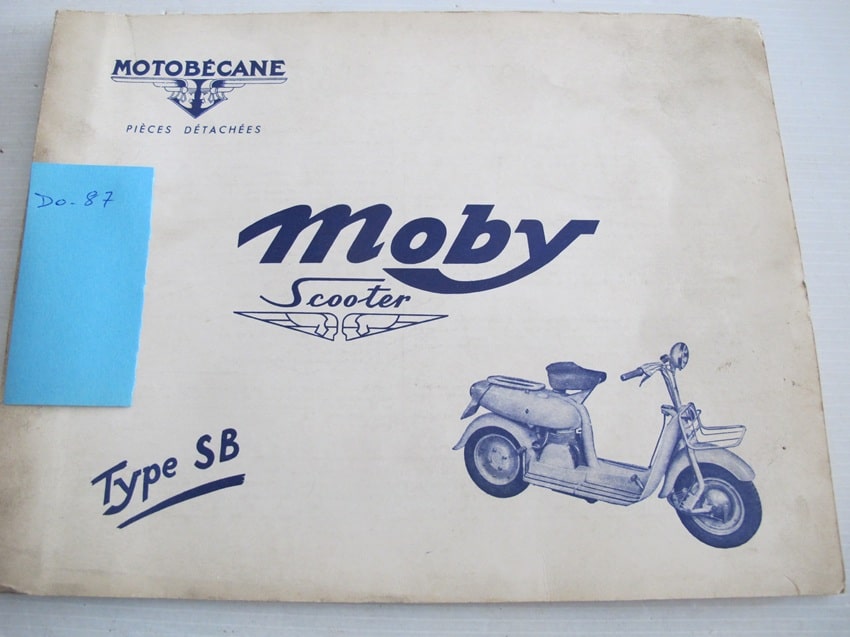 MOTOBÉCANE
PIÈCES DÉTACHÉES
Do-87
Moby
Scooter
Type SB